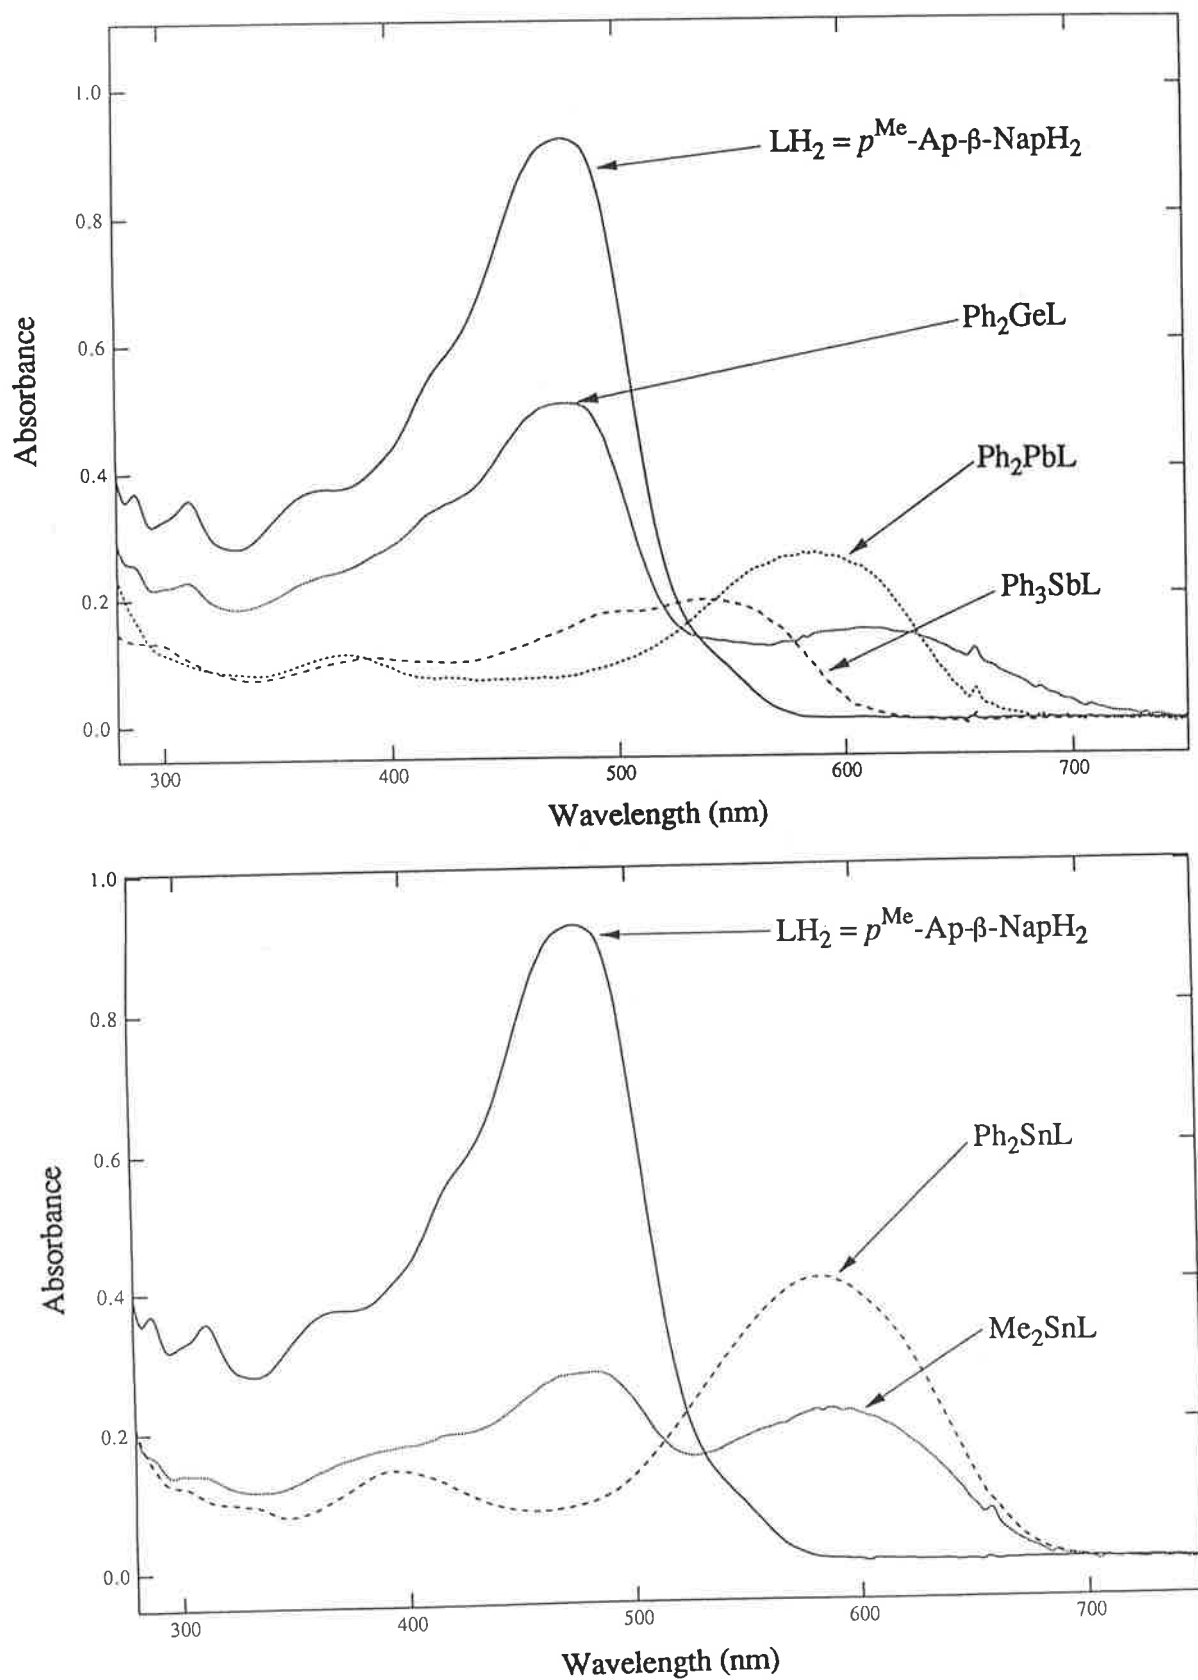 1.0
LH₂ = pᴹᵉ-Ap-β-NapH₂
0.8
Ph₂GeL
0.6
Absorbance
Ph₂PbL
0.4
Ph₃SbL
0.2
0.0
300 400 500 600 700
Wavelength (nm)
1.0
LH₂ = pᴹᵉ-Ap-β-NapH₂
0.8
Ph₂SnL
0.6
Absorbance
Me₂SnL
0.4
0.2
0.0
300 400 500 600 700
Wavelength (nm)